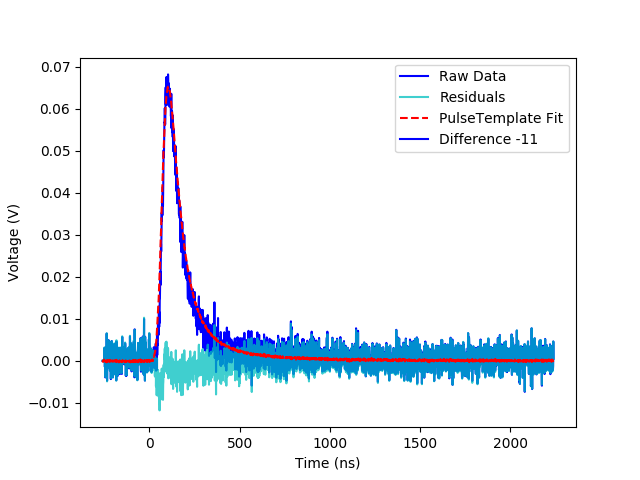 0.07
0.06
0.05
0.04
0.03
0.02
0.01
0.00
−0.01
Voltage (V)
0
500
1000
1500
2000
Time (ns)
Raw Data
Residuals
PulseTemplate Fit
Difference -11